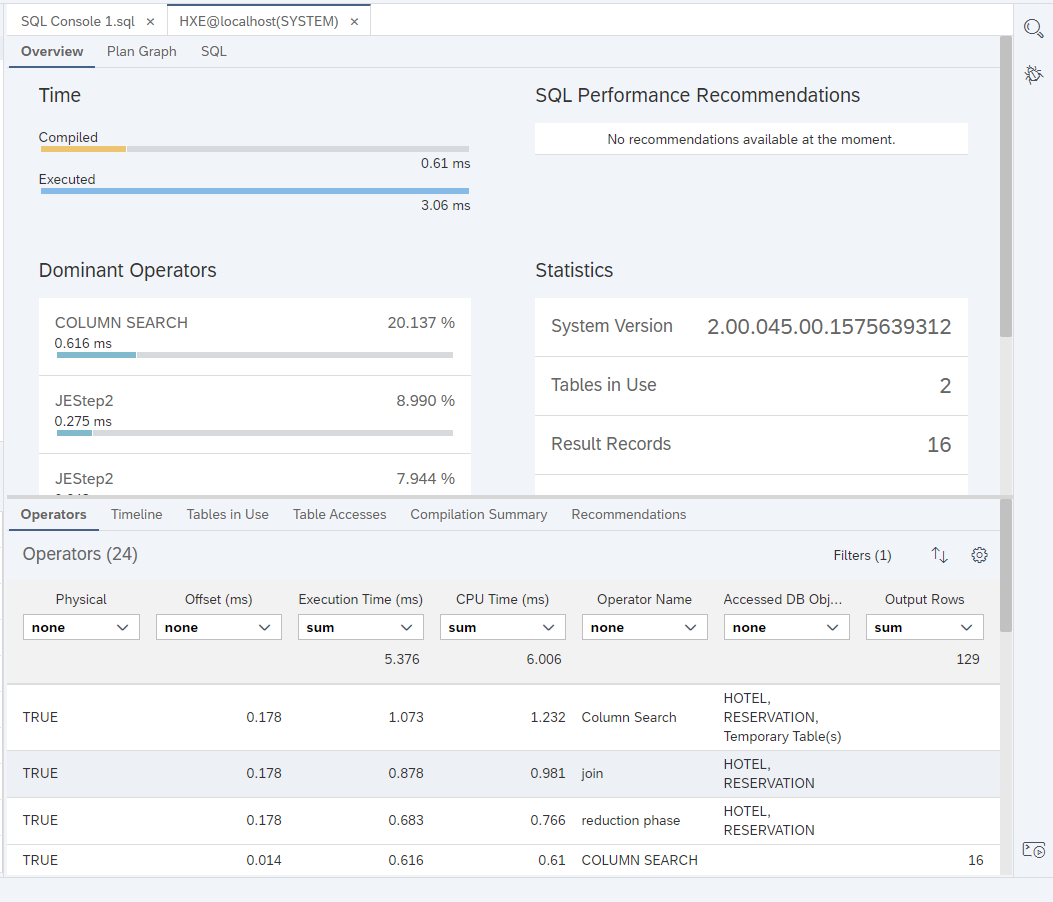 SQL Console 1.sql × HXE@localhost(SYSTEM) ×
Overview Plan Graph SQL
Time
Compiled
0.61 ms
Executed
3.06 ms
SQL Performance Recommendations
No recommendations available at the moment.
Dominant Operators
COLUMN SEARCH 20.137 %
0.616 ms
JEStep2 8.990 %
0.275 ms
JEStep2 7.944 %
Statistics
System Version 2.00.045.00.1575639312
Tables in Use 2
Result Records 16
Operators Timeline Tables in Use Table Accesses Compilation Summary Recommendations
Operators (24) Filters (1)
Physical Offset (ms) Execution Time (ms) CPU Time (ms) Operator Name Accessed DB Obj... Output Rows
none none sum sum none none sum
5.376 6.006 129
TRUE 0.178 1.073 1.232 Column Search HOTEL,
RESERVATION,
Temporary Table(s)
TRUE 0.178 0.878 0.981 join HOTEL,
RESERVATION
TRUE 0.178 0.683 0.766 reduction phase HOTEL,
RESERVATION
TRUE 0.014 0.616 0.61 COLUMN SEARCH 16